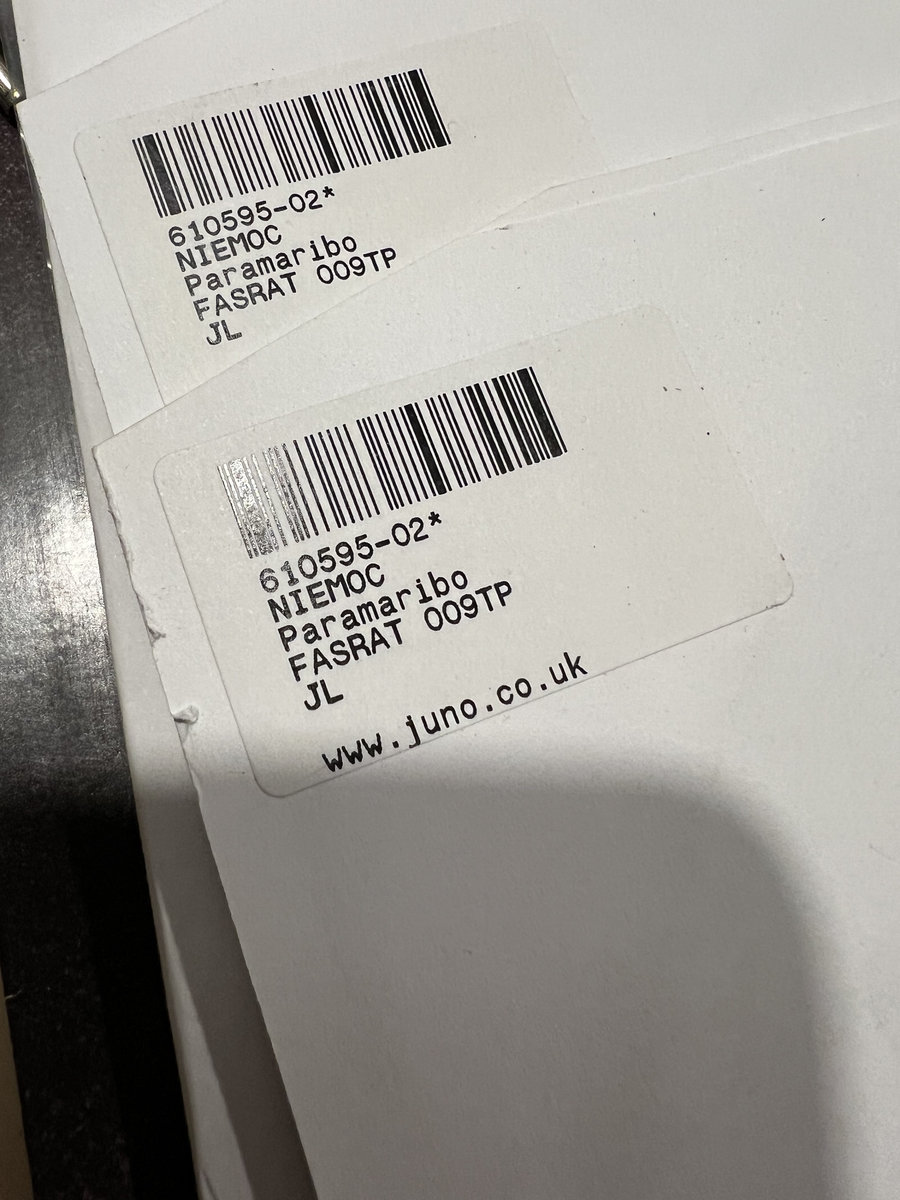 610595-02*
NIEMOC
Paramaribo
FASRAT 009TP
JL
610595-02*
NIEMOC
Paramaribo
FASRAT 009TP
JL
www.juno.co.uk